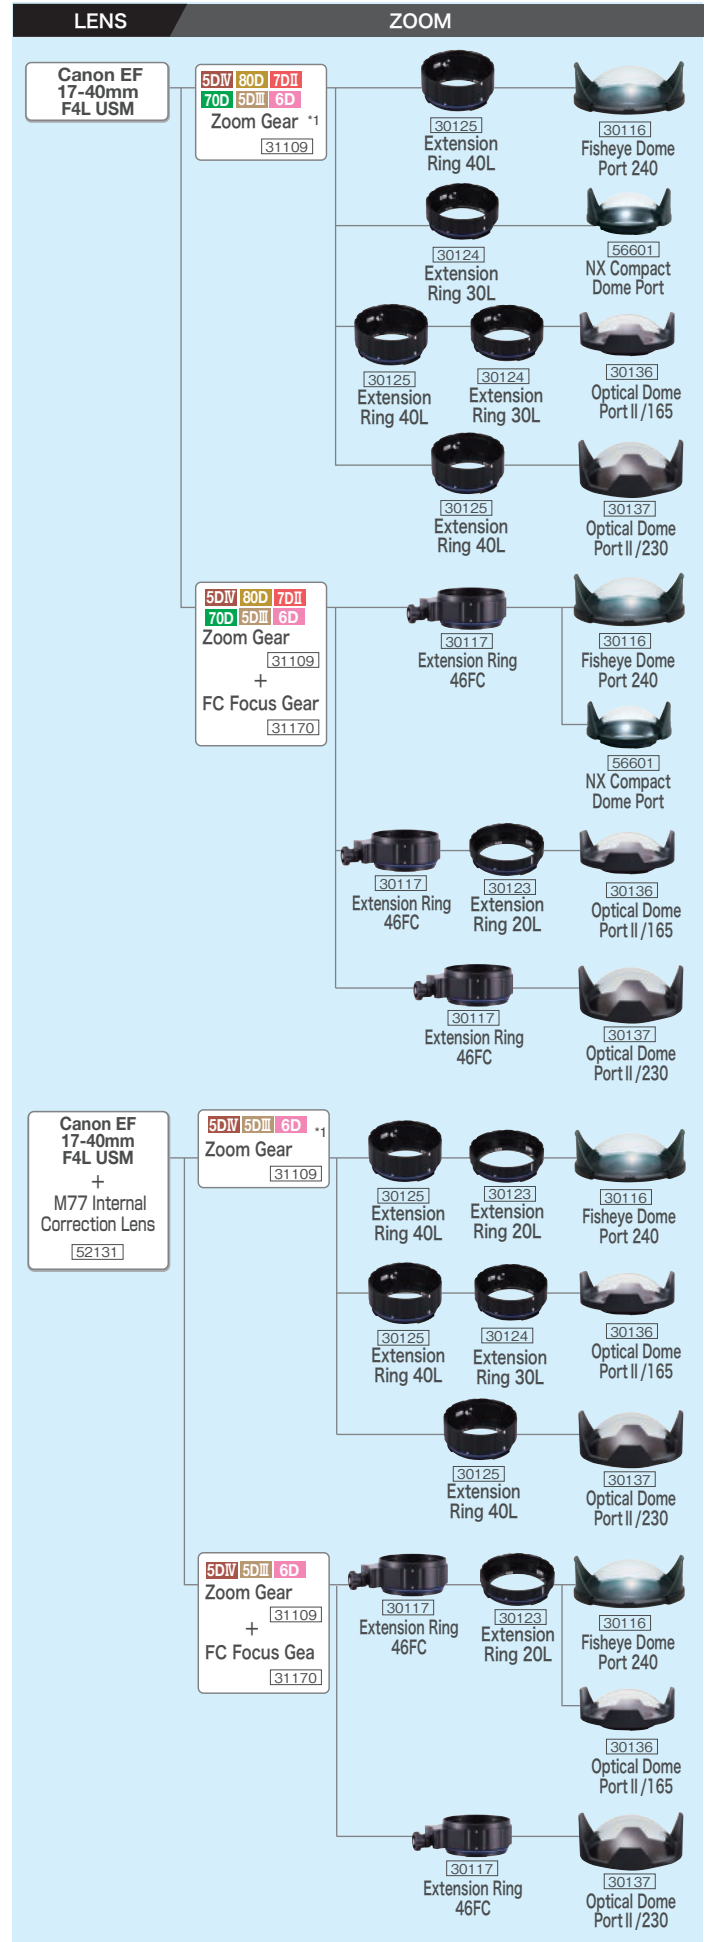 LENS ZOOM
Canon EF
17-40mm
F4L USM
5DⅣ 80D 7DⅡ
70D 5DⅢ 6D
Zoom Gear *1
31109
30125
Extension
Ring 40L
30116
Fisheye Dome
Port 240
30124
Extension
Ring 30L
56601
NX Compact
Dome Port
30125
Extension
Ring 40L
30124
Extension
Ring 30L
30136
Optical Dome
Port Ⅱ/165
30125
Extension
Ring 40L
30137
Optical Dome
Port Ⅱ/230
5DⅣ 80D 7DⅡ
70D 5DⅢ 6D
Zoom Gear
31109
+
FC Focus Gear
31170
30117
Extension Ring
46FC
30116
Fisheye Dome
Port 240
56601
NX Compact
Dome Port
30117
Extension Ring
46FC
30123
Extension
Ring 20L
30136
Optical Dome
Port Ⅱ/165
30117
Extension Ring
46FC
30137
Optical Dome
Port Ⅱ/230
Canon EF
17-40mm
F4L USM
+
M77 Internal
Correction Lens
52131
5DⅣ 5DⅢ 6D *1
Zoom Gear
31109
30125
Extension
Ring 40L
30123
Extension
Ring 20L
30116
Fisheye Dome
Port 240
30125
Extension
Ring 40L
30124
Extension
Ring 30L
30136
Optical Dome
Port Ⅱ/165
30125
Extension
Ring 40L
30137
Optical Dome
Port Ⅱ/230
5DⅣ 5DⅢ 6D
Zoom Gear
31109
+
FC Focus Gea
31170
30117
Extension Ring
46FC
30123
Extension
Ring 20L
30116
Fisheye Dome
Port 240
30136
Optical Dome
Port Ⅱ/165
30117
Extension Ring
46FC
30137
Optical Dome
Port Ⅱ/230